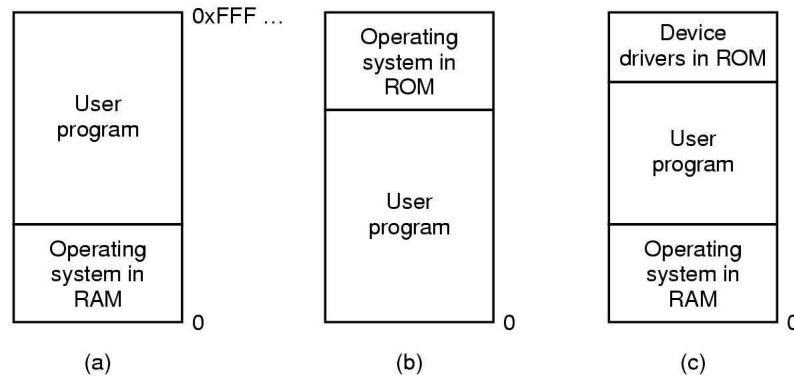 0xFFF ...
User
program
Operating
system in
RAM
0
(a)
Operating
system in
ROM
User
program
0
(b)
Device
drivers in ROM
User
program
Operating
system in
RAM
0
(c)